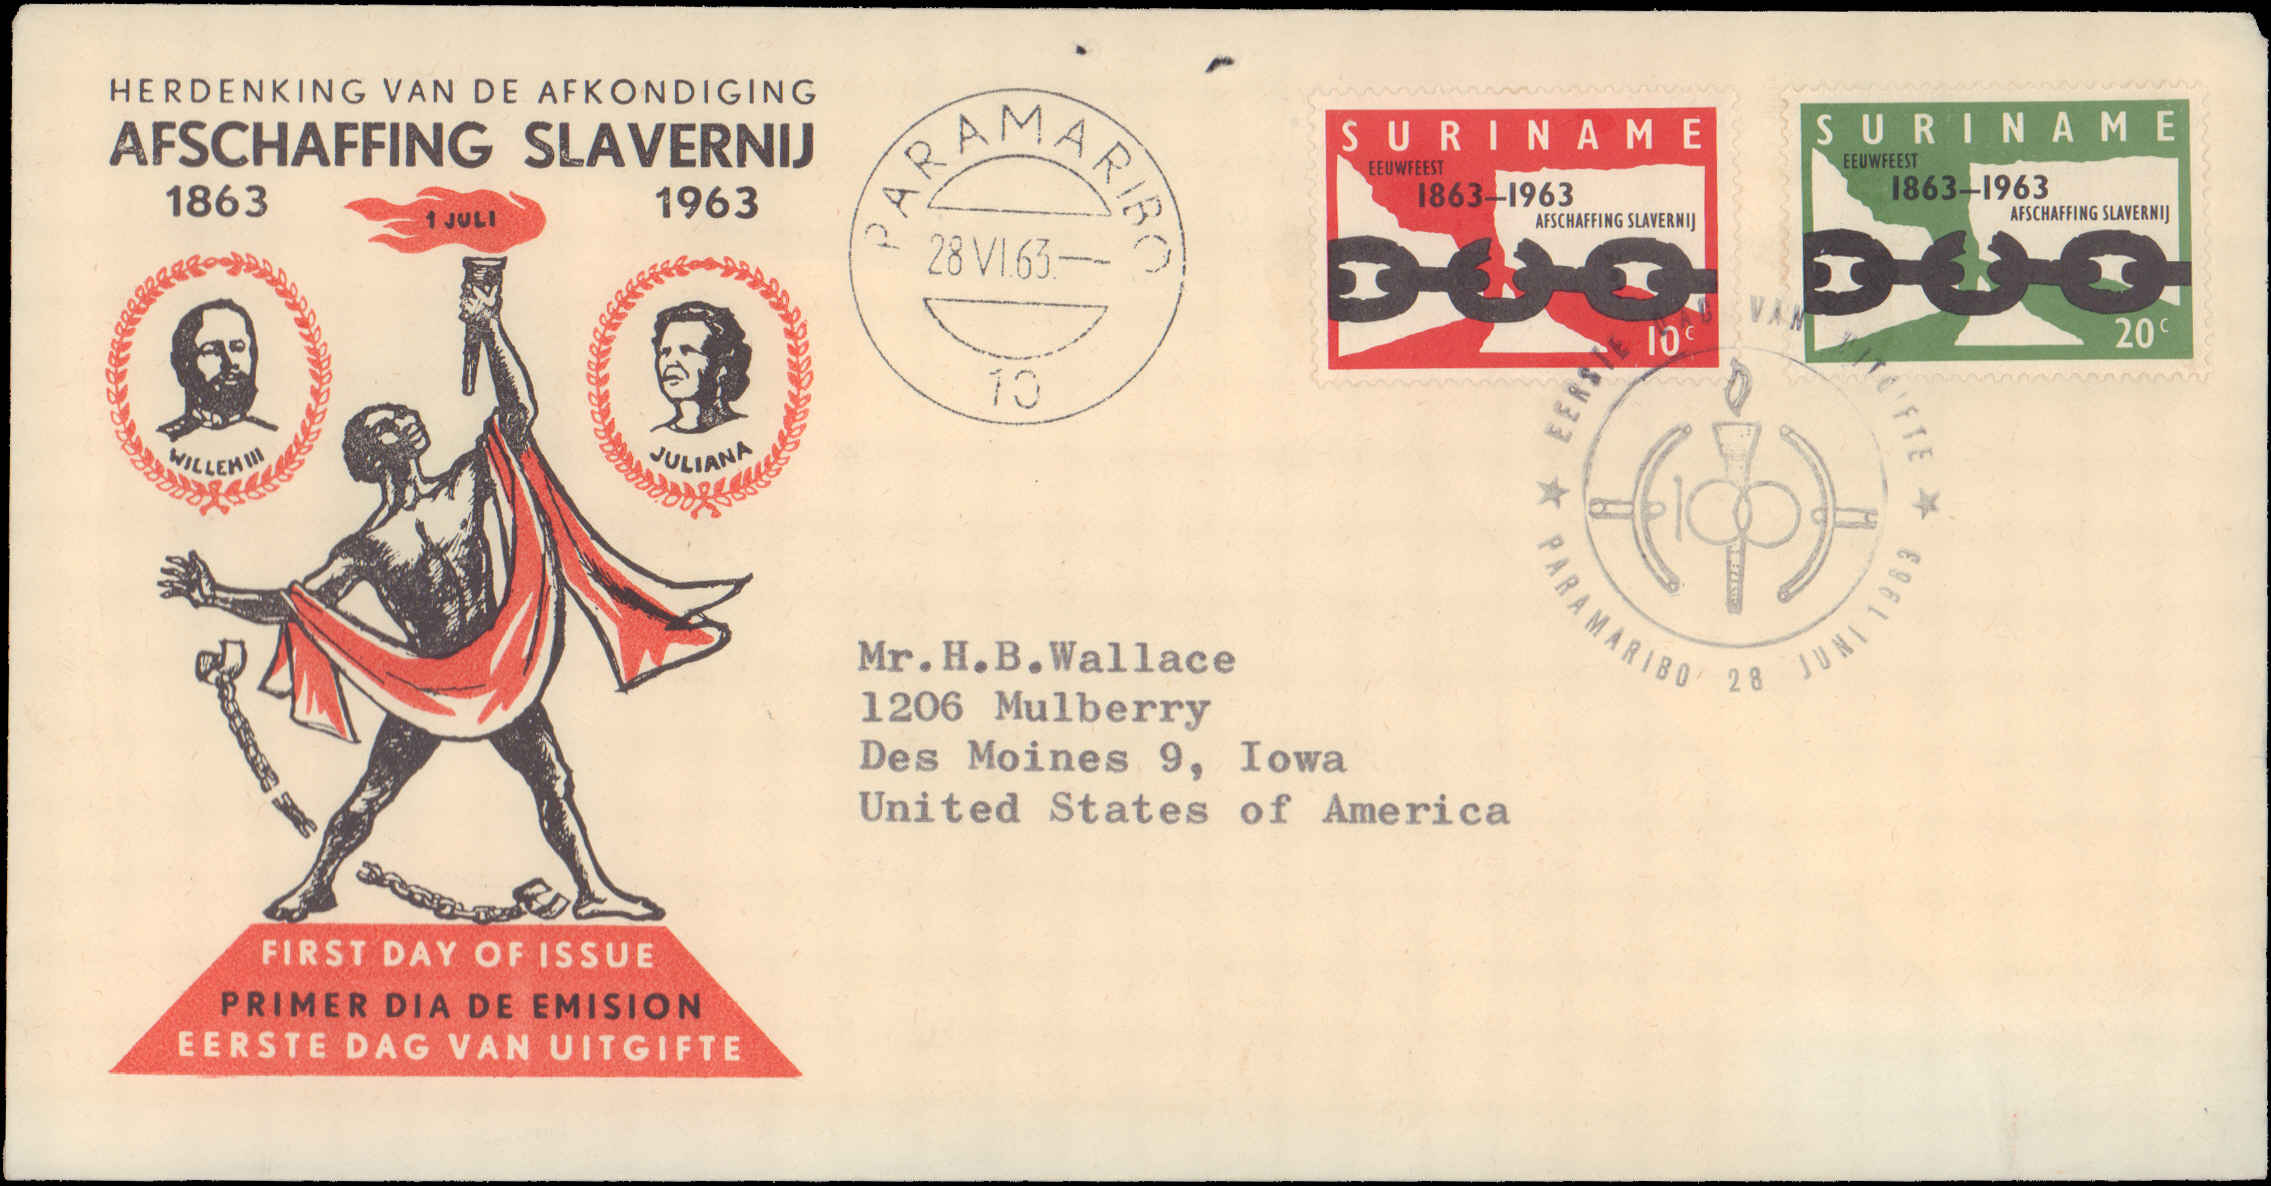 HERDENKING VAN DE AFKONDIGING
AFSCHAFFING SLAVERNIJ
1863 1963
1 JULI
WILLEM III
JULIANA
FIRST DAY OF ISSUE
PRIMER DIA DE EMISION
EERSTE DAG VAN UITGIFTE
PARAMARIBO
28 VI.63.—
10
SURINAME
EEUWFEEST
1863–1963
AFSCHAFFING SLAVERNIJ
10c
SURINAME
EEUWFEEST
1863–1963
AFSCHAFFING SLAVERNIJ
20c
★ EERSTE DAG VAN UITGIFTE ★
100
PARAMARIBO 28 JUNI 1963
Mr.H.B.Wallace
1206 Mulberry
Des Moines 9, Iowa
United States of America